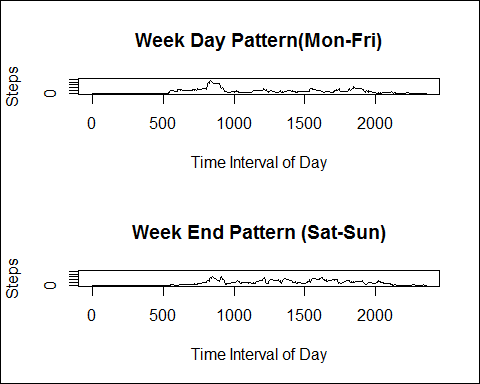 Week Day Pattern(Mon-Fri)
Steps
0
0 500 1000 1500 2000
Time Interval of Day
Week End Pattern (Sat-Sun)
Steps
0
0 500 1000 1500 2000
Time Interval of Day